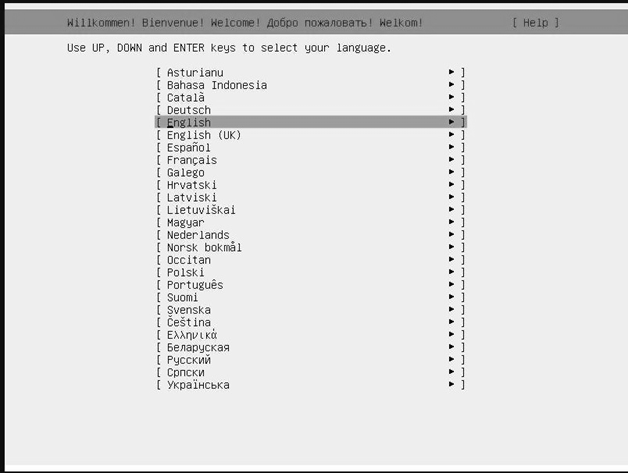 Willkommen! Bienvenue! Welcome! Добро пожаловать! Welkom! [ Help ]
Use UP, DOWN and ENTER keys to select your language.
[ Asturianu ► ]
[ Bahasa Indonesia ► ]
[ Català ► ]
[ Deutsch ► ]
[ English ► ]
[ English (UK) ► ]
[ Español ► ]
[ Français ► ]
[ Galego ► ]
[ Hrvatski ► ]
[ Latviski ► ]
[ Lietuviškai ► ]
[ Magyar ► ]
[ Nederlands ► ]
[ Norsk bokmål ► ]
[ Occitan ► ]
[ Polski ► ]
[ Português ► ]
[ Suomi ► ]
[ Svenska ► ]
[ Čeština ► ]
[ Ελληνικά ► ]
[ Беларуская ► ]
[ Русский ► ]
[ Српски ► ]
[ Українська ► ]